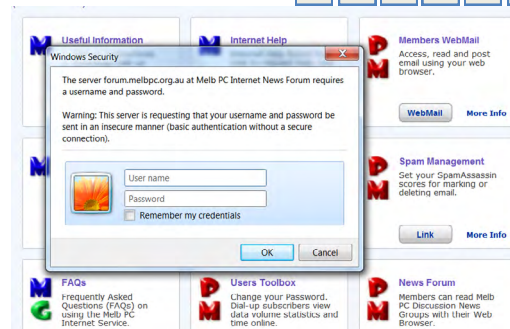 Useful Information
Internet Help
Members WebMail
Access, read and post
email using your web
browser.
WebMail
More Info
Windows Security
The server forum.melbpc.org.au at Melb PC Internet News Forum requires
a username and password.
Warning: This server is requesting that your username and password be
sent in an insecure manner (basic authentication without a secure
connection).
User name
Password
Remember my credentials
OK
Cancel
Spam Management
Set your SpamAssassin
scores for marking or
deleting email.
Link
More Info
FAQs
Frequently Asked
Questions (FAQs) on
using the Melb PC
Internet Service.
Users Toolbox
Change your Password.
Dial-up subscribers view
data volume statistics and
time online.
News Forum
Members can read Melb
PC Discussion News
Groups with their Web
Browser.